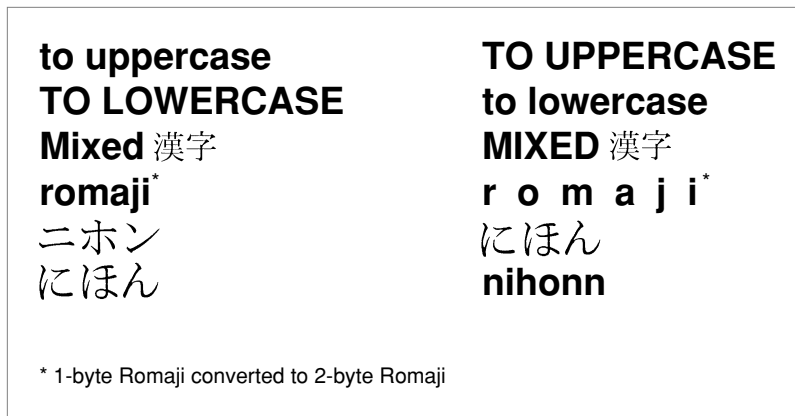 to uppercase TO UPPERCASE
TO LOWERCASE to lowercase
Mixed 漢字 MIXED 漢字
romaji* r o m a j i*
ニホン にほん
にほん nihonn
* 1-byte Romaji converted to 2-byte Romaji